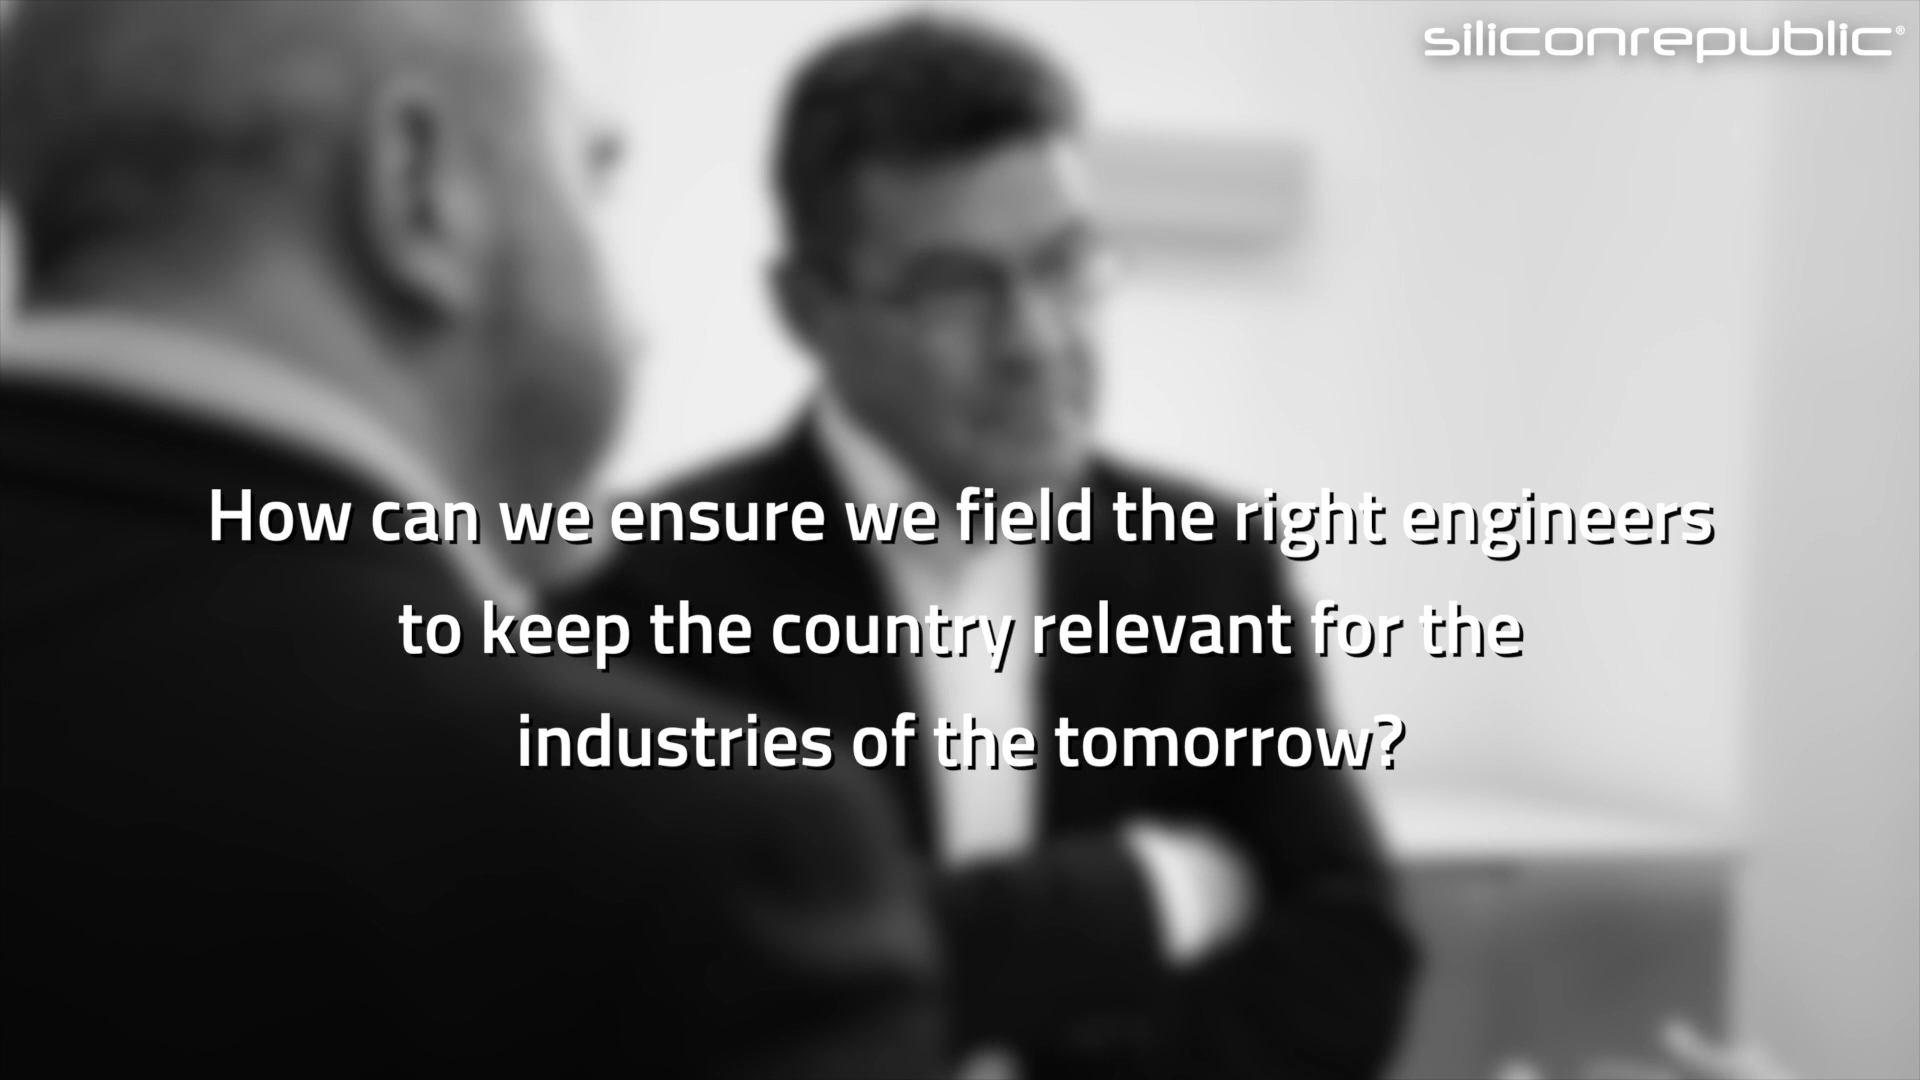 siliconrepublic®
How can we ensure we field the right engineers
to keep the country relevant for the
industries of the tomorrow?